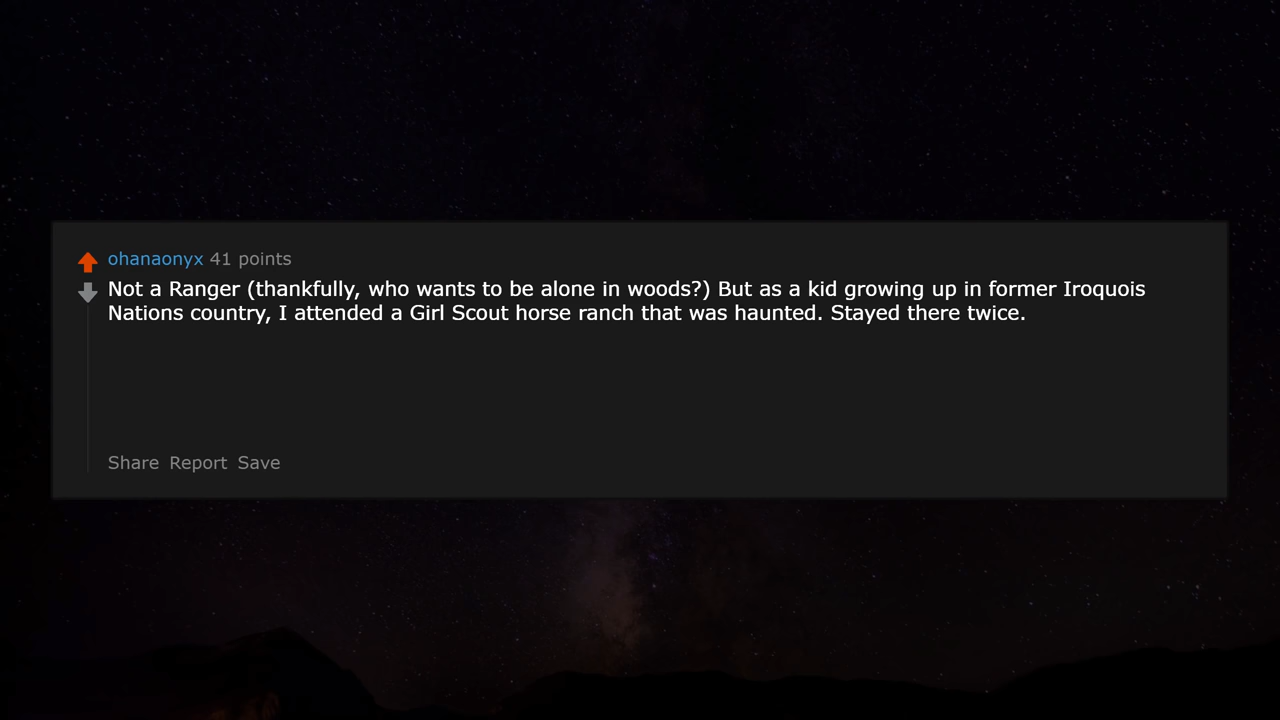 ohanaonyx 41 points
Not a Ranger (thankfully, who wants to be alone in woods?) But as a kid growing up in former Iroquois
Nations country, I attended a Girl Scout horse ranch that was haunted. Stayed there twice.
Share Report Save